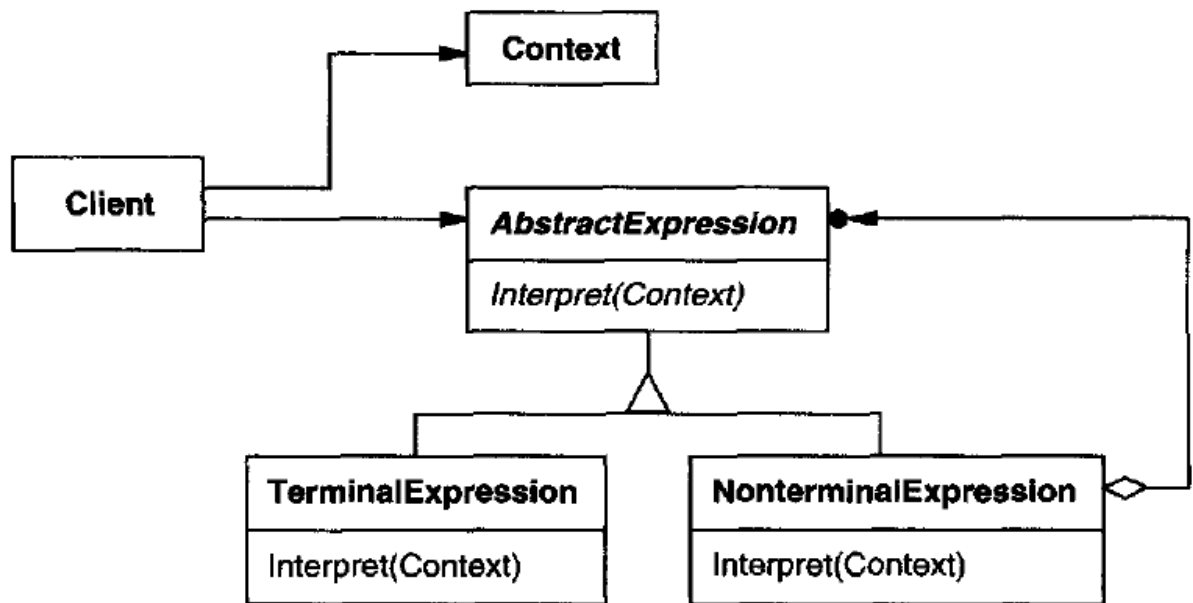 Context
Client
AbstractExpression
Interpret(Context)
TerminalExpression
Interpret(Context)
NonterminalExpression
Interpret(Context)